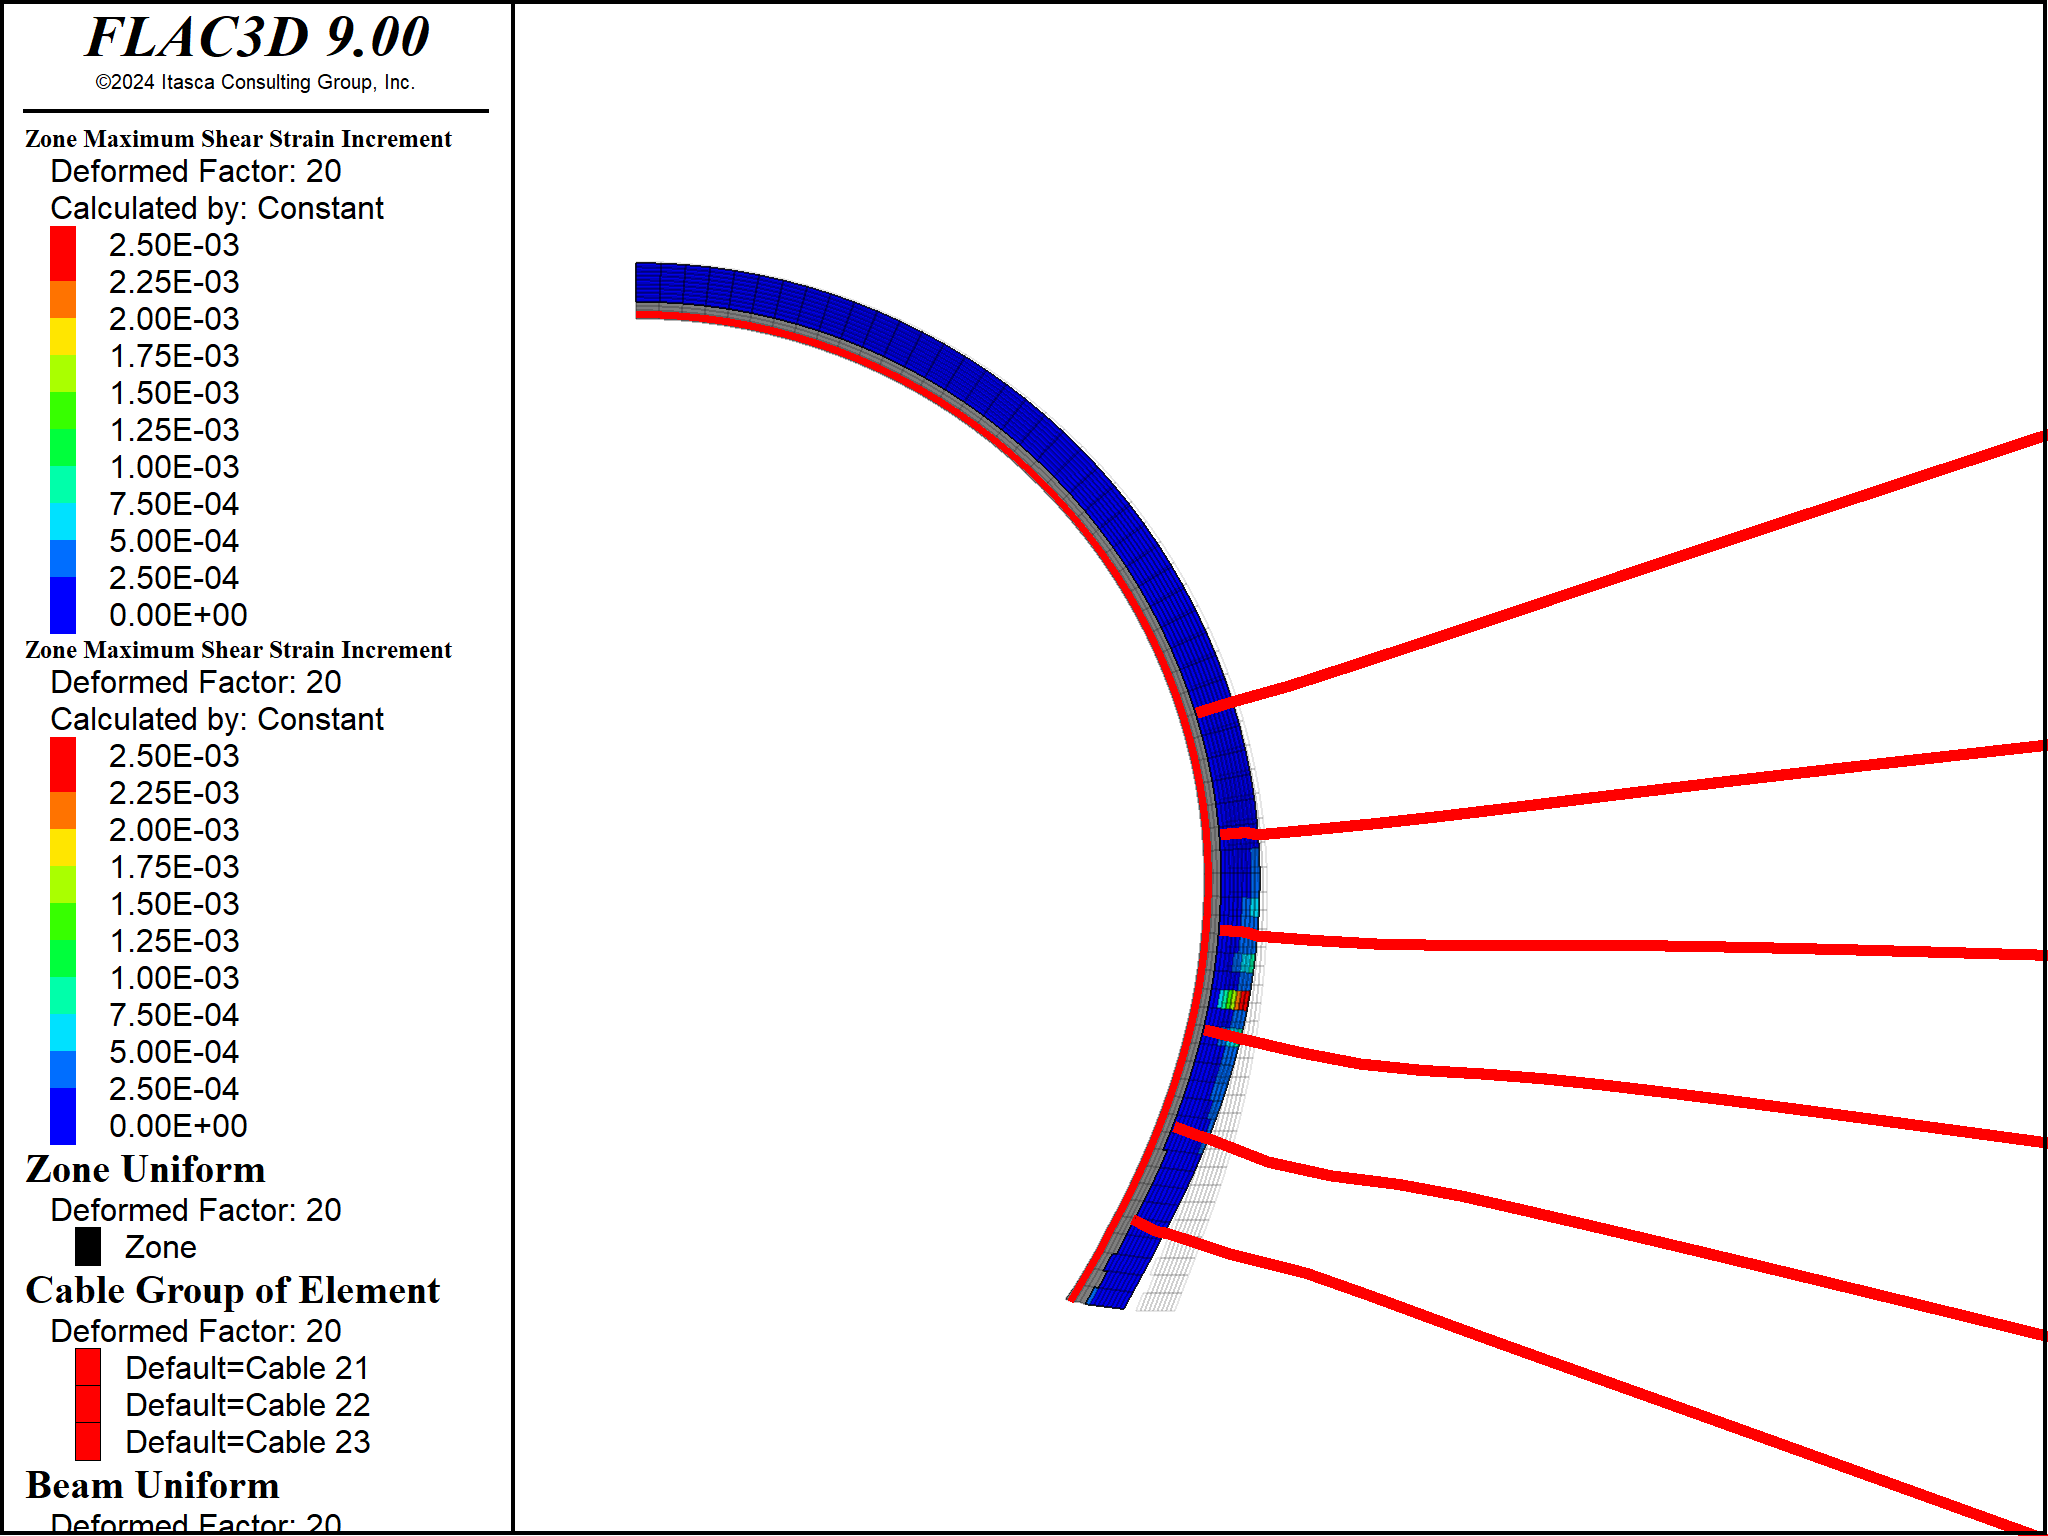 FLAC3D 9.00
©2024 Itasca Consulting Group, Inc.
Zone Maximum Shear Strain Increment
Deformed Factor: 20
Calculated by: Constant
2.50E-03
2.25E-03
2.00E-03
1.75E-03
1.50E-03
1.25E-03
1.00E-03
7.50E-04
5.00E-04
2.50E-04
0.00E+00
Zone Maximum Shear Strain Increment
Deformed Factor: 20
Calculated by: Constant
2.50E-03
2.25E-03
2.00E-03
1.75E-03
1.50E-03
1.25E-03
1.00E-03
7.50E-04
5.00E-04
2.50E-04
0.00E+00
Zone Uniform
Deformed Factor: 20
Zone
Cable Group of Element
Deformed Factor: 20
Default=Cable 21
Default=Cable 22
Default=Cable 23
Beam Uniform
Deformed Factor: 20